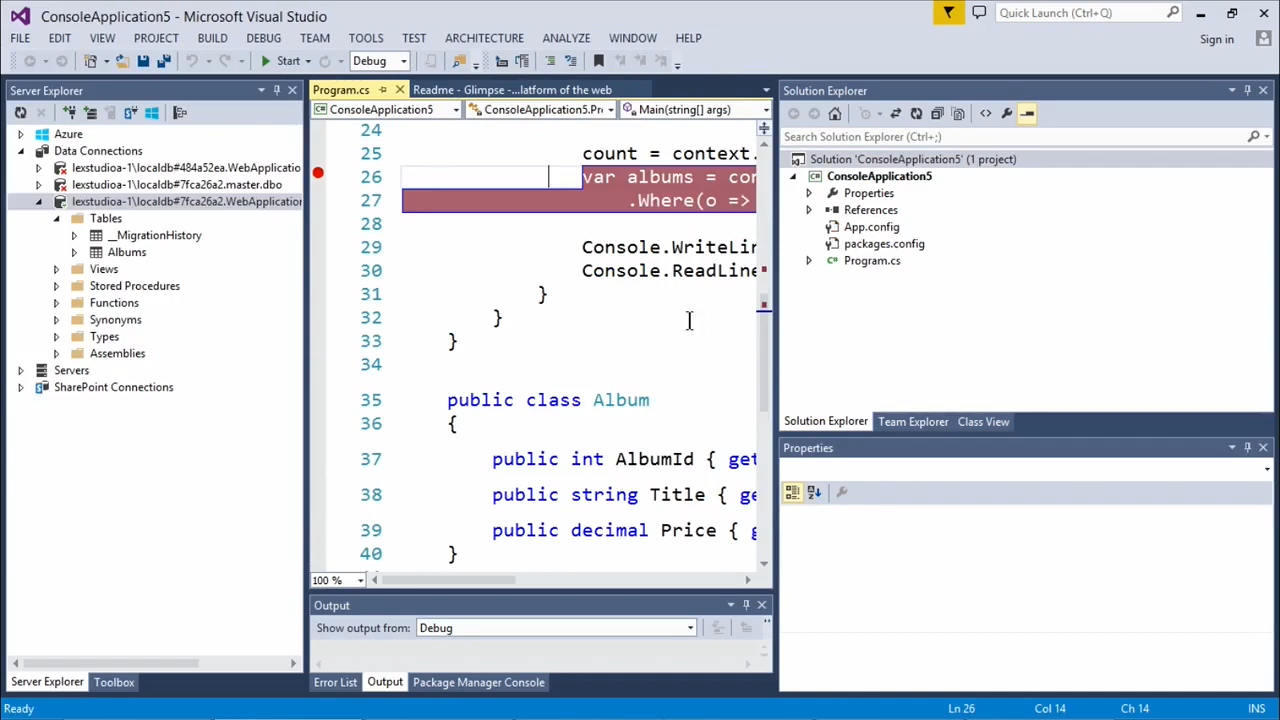 ConsoleApplication5 - Microsoft Visual Studio
Quick Launch (Ctrl+Q)
FILE EDIT VIEW PROJECT BUILD DEBUG TEAM TOOLS TEST ARCHITECTURE ANALYZE WINDOW HELP
Sign in
Start Debug
Server Explorer
Azure
Data Connections
lexstudioa-1\localdb#484a52ea.WebApplicatio
lexstudioa-1\localdb#7fca26a2.master.dbo
lexstudioa-1\localdb#7fca26a2.WebApplication
Tables
__MigrationHistory
Albums
Views
Stored Procedures
Functions
Synonyms
Types
Assemblies
Servers
SharePoint Connections
Server Explorer Toolbox
Program.cs Readme - Glimpse -...latform of the web
ConsoleApplication5 ConsoleApplication5.Pro Main(string[] args)
24
25 count = context.
26 var albums = con
27 .Where(o =>
28
29 Console.WriteLin
30 Console.ReadLine
31 }
32 }
33 }
34
35 public class Album
36 {
37 public int AlbumId { get
38 public string Title { ge
39 public decimal Price { g
40 }
100 %
Output
Show output from: Debug
Error List Output Package Manager Console
Solution Explorer
Search Solution Explorer (Ctrl+;)
Solution 'ConsoleApplication5' (1 project)
ConsoleApplication5
Properties
References
App.config
packages.config
Program.cs
Solution Explorer Team Explorer Class View
Properties
Ready Ln 26 Col 14 Ch 14 INS